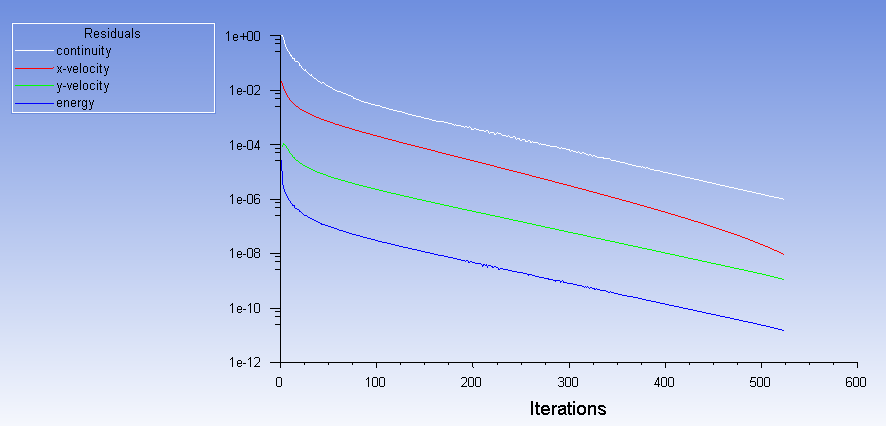 Residuals
continuity
x-velocity
y-velocity
energy
1e+00
1e-02
1e-04
1e-06
1e-08
1e-10
1e-12
0 100 200 300 400 500 600
Iterations